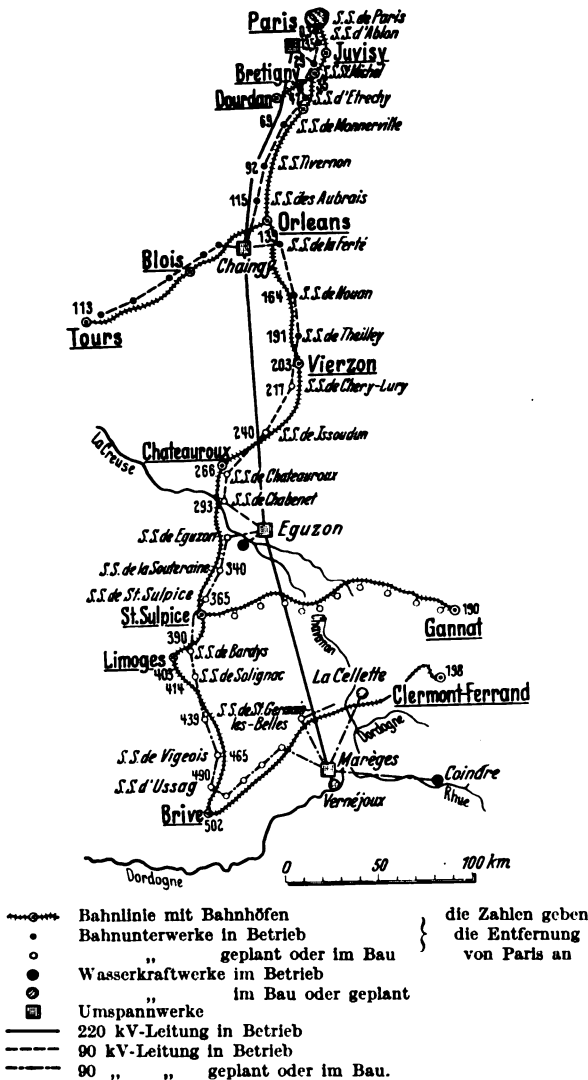 Paris
S.S. de Paris
S.S. d'Ablon
Juvisy
S.S. St. Michel
Bretigny
Dourdan
S.S. d'Etrechy
69
S.S. de Monnerville
92
S.S. Tivernon
115
S.S. des Aubrais
Orleans
139
S.S. de la Ferté
Chaingy
Blois
113
Tours
164
S.S. de Nouan
191
S.S. de Theilley
203
Vierzon
217
S.S. de Chery-Lury
240
S.S. de Issoudun
La Creuse
Chateauroux
266
S.S. de Chateauroux
293
S.S. de Chabenet
S.S. de Eguzon
Eguzon
S.S. de la Souteraine
340
S.S. de St. Sulpice
365
St. Sulpice
Chavanon
190
Gannat
390
S.S. de Bardys
Limoges
405
S.S. de Solignac
414
La Cellette
198
Clermont-Ferrand
S.S. de St. Germain
les-Belles
439
Dordogne
S.S. de Vigeois
465
Marèges
Coindre
490
S.S. d'Ussag
Vernéjoux
Rhue
Brive
502
Dordogne
0 50 100 km
Bahnlinie mit Bahnhöfen
Bahnunterwerke in Betrieb
„ geplant oder im Bau
die Zahlen geben
die Entfernung
von Paris an
Wasserkraftwerke im Betrieb
„ im Bau oder geplant
Umspannwerke
220 kV-Leitung in Betrieb
90 kV-Leitung in Betrieb
90 „ „ geplant oder im Bau.